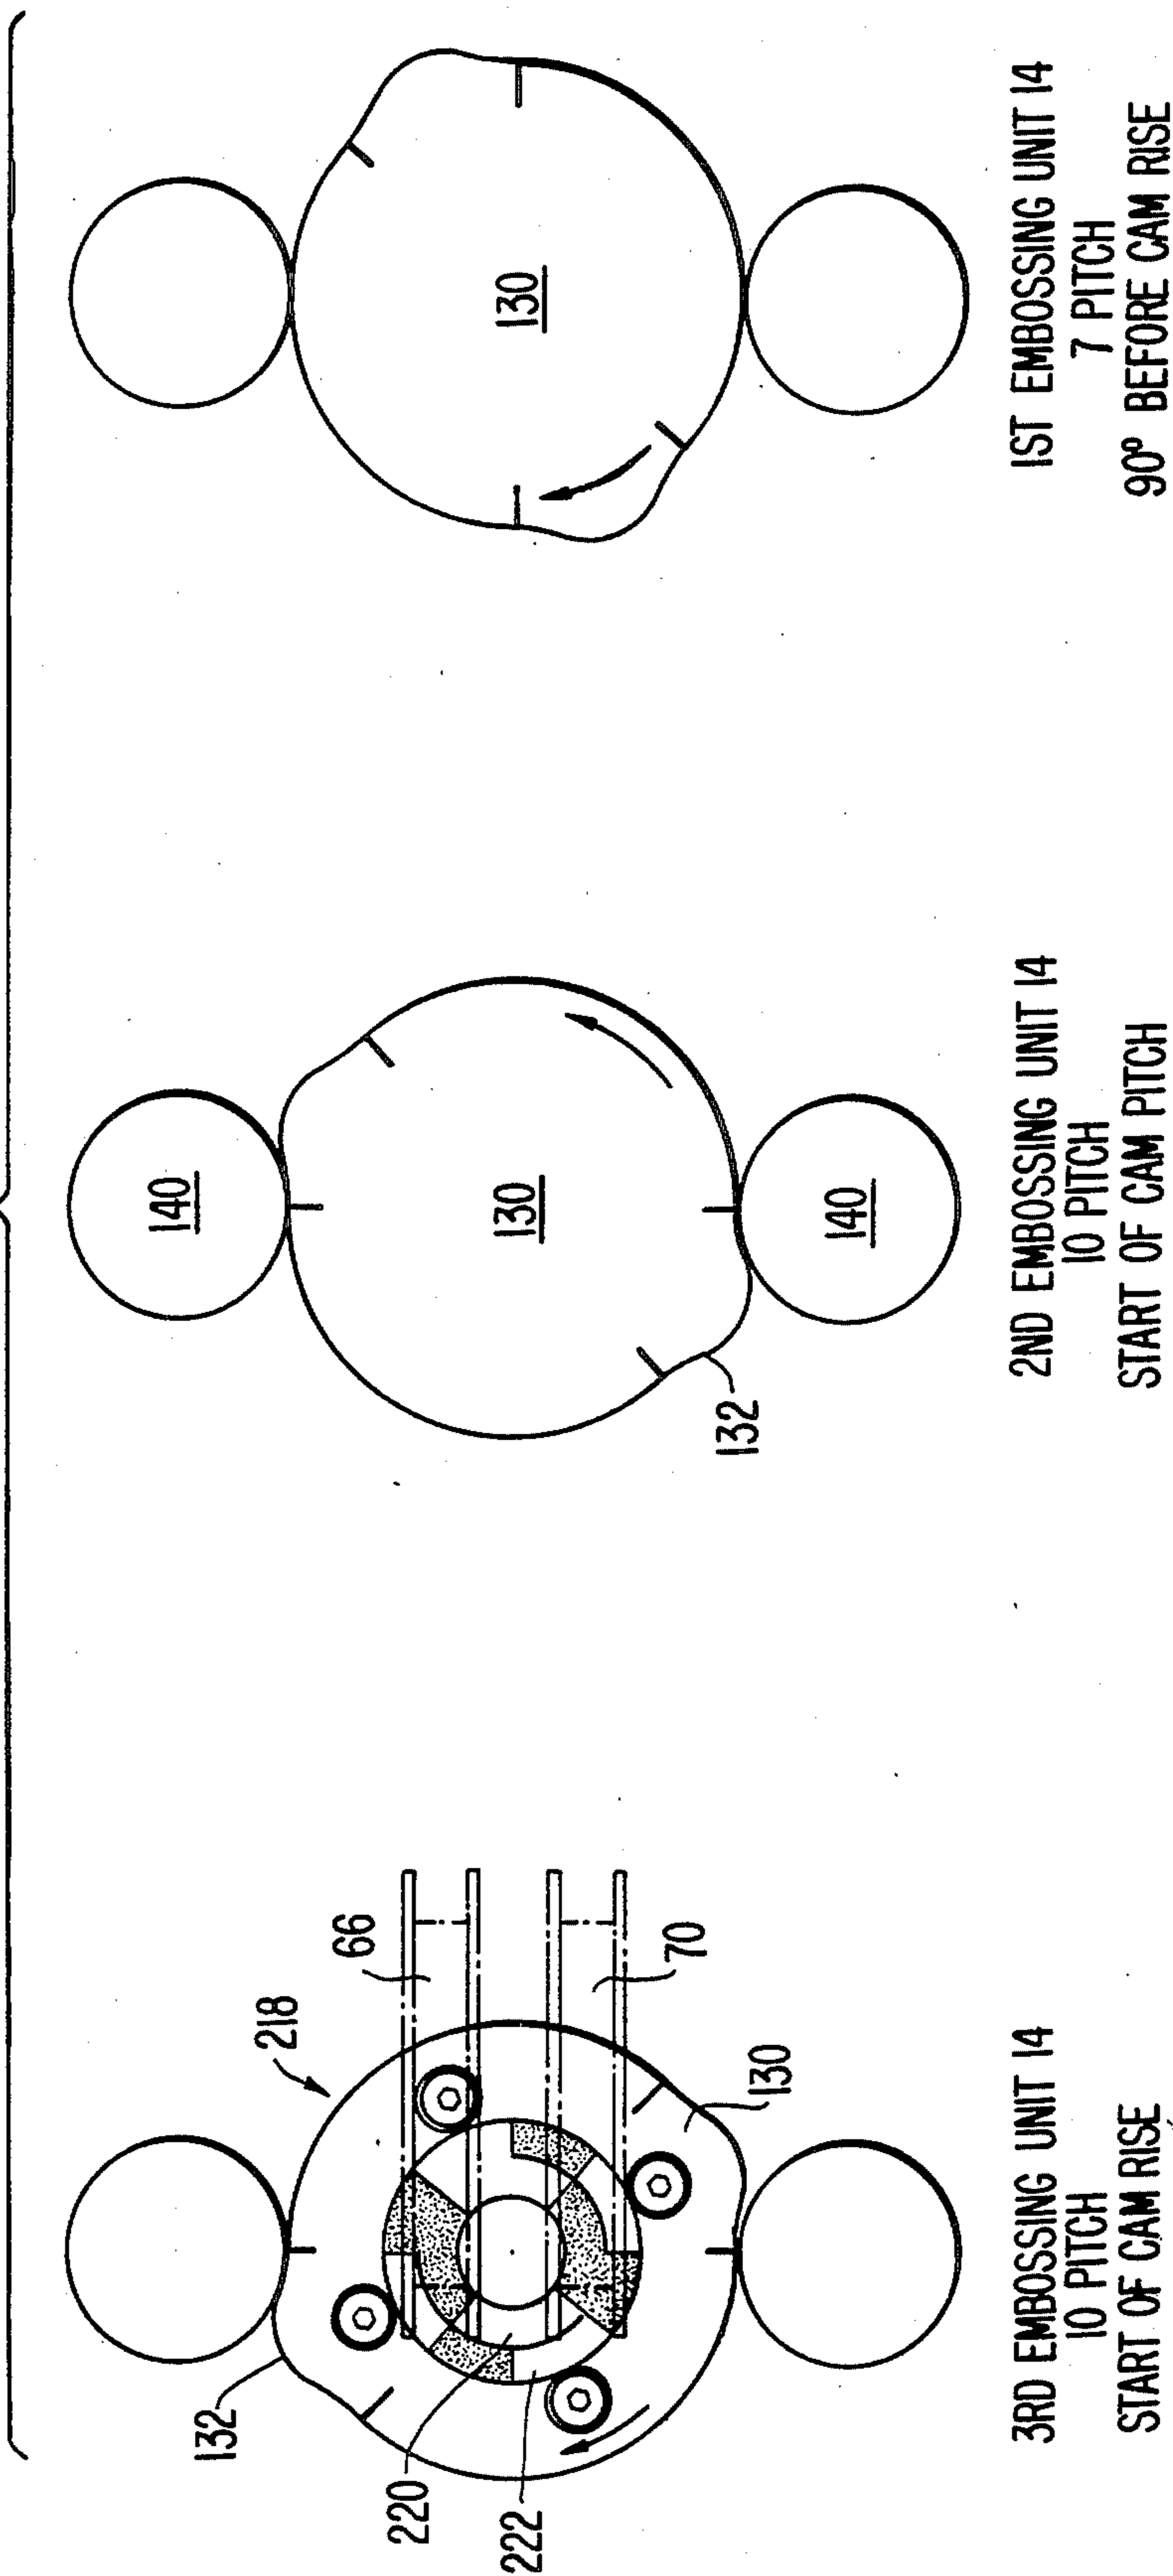 132
218
66
220
222
70
130
3RD EMBOSSING UNIT 14
10 PITCH
START OF CAM RISE
140
130
132
140
2ND EMBOSSING UNIT 14
10 PITCH
START OF CAM PITCH
130
1ST EMBOSSING UNIT 14
7 PITCH
90º BEFORE CAM RISE